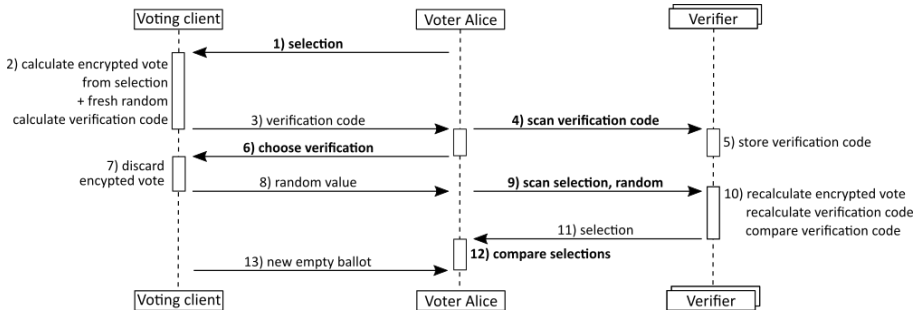 Voting client
Voter Alice
Verifier
1) selection
2) calculate encrypted vote
from selection
+ fresh random
calculate verification code
3) verification code
4) scan verification code
5) store verification code
6) choose verification
7) discard
encypted vote
8) random value
9) scan selection, random
10) recalculate encrypted vote
recalculate verification code
compare verification code
11) selection
12) compare selections
13) new empty ballot
Voting client
Voter Alice
Verifier